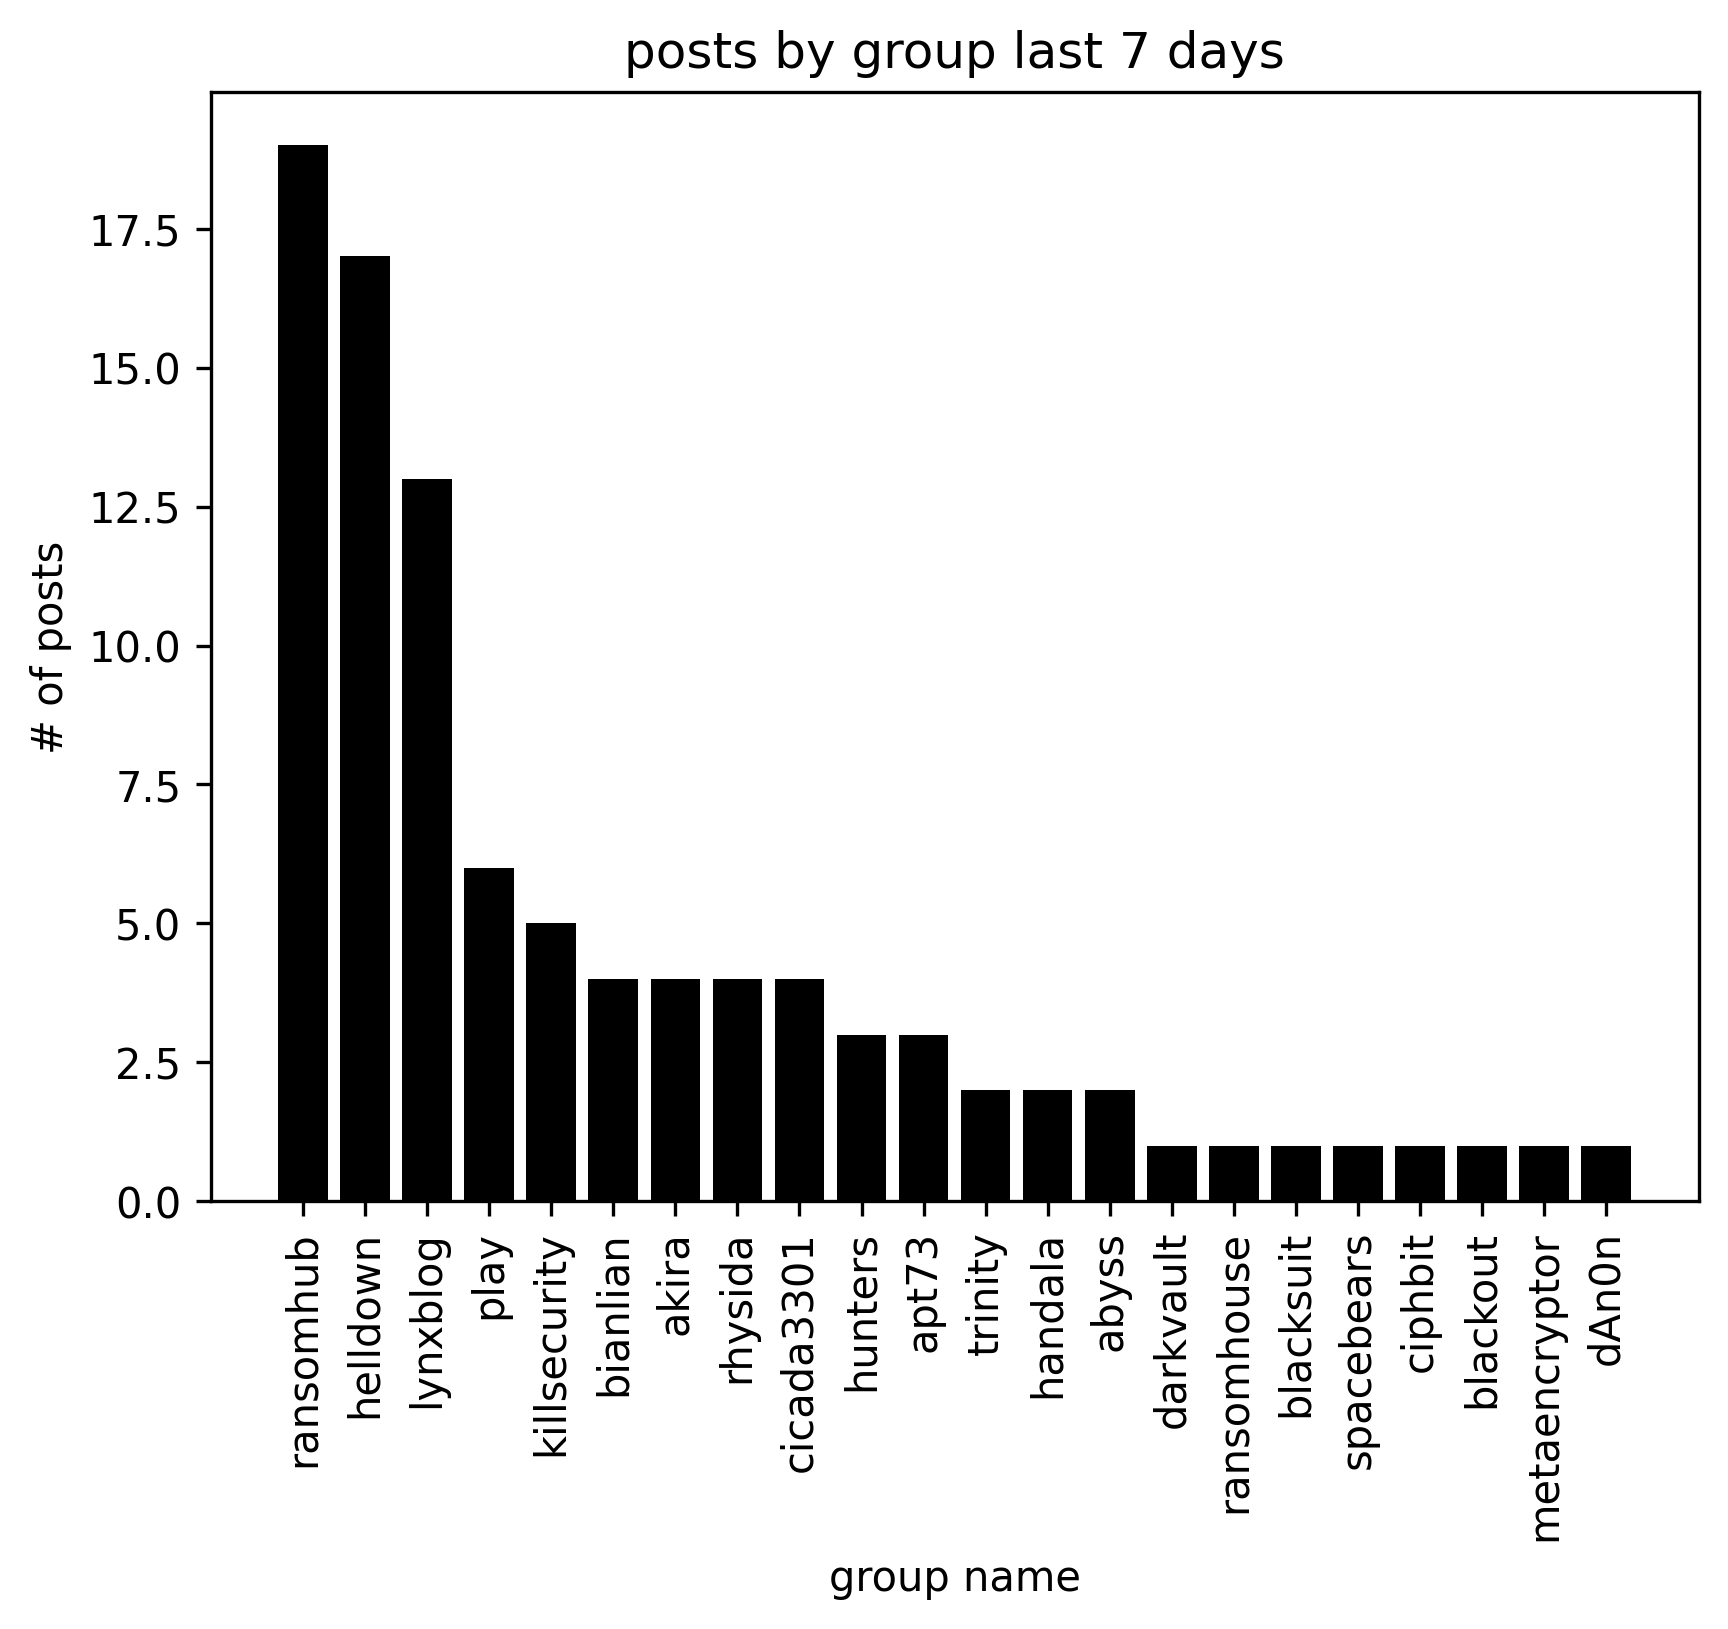 posts by group last 7 days
# of posts
17.5
15.0
12.5
10.0
7.5
5.0
2.5
0.0
ransomhub
helldown
lynxblog
play
killsecurity
bianlian
akira
rhysida
cicada3301
hunters
apt73
trinity
handala
abyss
darkvault
ransomhouse
blacksuit
spacebears
ciphbit
blackout
metaencryptor
dAn0n
group name